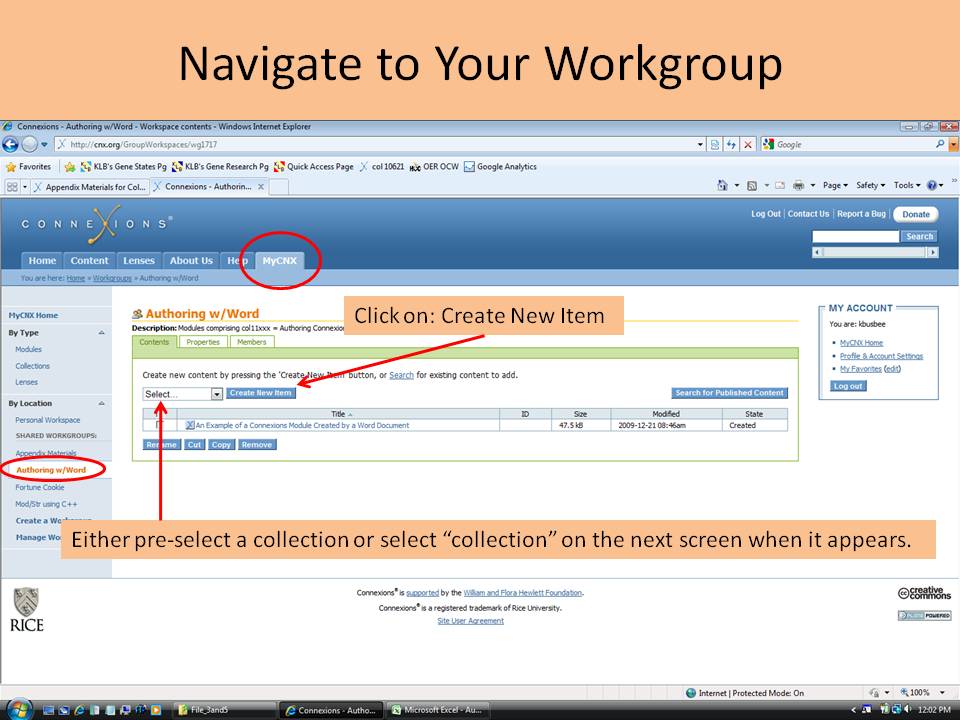 Navigate to Your Workgroup
Connexions - Authoring w/Word - Workspace contents - Windows Internet Explorer
http://cnx.org/GroupWorkspaces/wg1717
Google
Favorites KLB's Gene States Pg KLB's Gene Research Pg Quick Access Page col 10621 OER OCW Google Analytics
Appendix Materials for Col... Connexions - Authorin... X
Page Safety Tools
CONNEXIONS®
Log Out | Contact Us | Report a Bug | Donate
Search
Home Content Lenses About Us Help MyCNX
You are here: Home » Workgroups » Authoring w/Word
MyCNX Home
By Type
Modules
Collections
Lenses
By Location
Personal Workspace
SHARED WORKGROUPS:
Appendix Materials
Authoring w/Word
Fortune Cookie
Mod/Str using C++
Create a
Manage
Authoring w/Word
Description: Modules comprising col11xxx = Authoring
Click on: Create New Item
Contents Properties Members
Create new content by pressing the 'Create New Item' button, or Search for existing content to add.
Select... Create New Item Search for Published Content
Title ID Size Modified State
An Example of a Connexions Module Created by a Word Document 47.5 kB 2009-12-21 08:46am Created
Rename Cut Copy Remove
MY ACCOUNT
You are: kbusbee
MyCNX Home
Profile & Account Settings
My Favorites (edit)
Log out
Either pre-select a collection or select “collection” on the next screen when it appears.
RICE
Connexions® is supported by the William and Flora Hewlett Foundation.
Connexions® is a registered trademark of Rice University.
Site User Agreement
cc creative commons
POWERED
Internet | Protected Mode: On 100%
File_3and5 Connexions - Autho... Microsoft Excel - Au... 12:02 PM